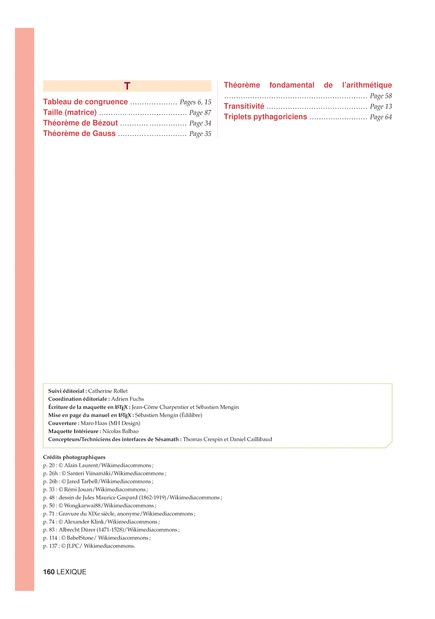 T
Tableau de congruence .................... Pages 6, 15
Taille (matrice) ..................................... Page 87
Théorème de Bézout ............................ Page 34
Théorème de Gauss ............................. Page 35
Théorème fondamental de l'arithmétique
............................................................. Page 58
Transitivité ........................................... Page 13
Triplets pythagoriciens ......................... Page 64
Suivi éditorial : Catherine Rollet
Coordination éditoriale : Adrien Fuchs
Écriture de la maquette en LATEX : Jean-Côme Charpentier et Sébastien Mengin
Mise en page du manuel en LATEX : Sébastien Mengin (Édilibre)
Couverture : Maro Haas (MH Design)
Maquette Intérieure : Nicolas Balbao
Concepteurs/Techniciens des interfaces de Sésamath : Thomas Crespin et Daniel Caillibaud
Crédits photographiques
p. 20 : © Alain Laurent/Wikimediacommons ;
p. 26h : © Santeri Viinamäki/Wikimediacommons ;
p. 26b : © Jared Tarbell/Wikimediacommons ;
p. 33 : © Rémi Jouan/Wikimediacommons ;
p. 48 : dessin de Jules Maurice Gaspard (1862-1919)/Wikimediacommons ;
p. 50 : © Wongkarwai88/Wikimediacommons ;
p. 71 : Gravure du XIXe siècle, anonyme/Wikimediacommons ;
p. 74 : © Alexander Klink/Wikimediacommons ;
p. 83 : Albrecht Dürer (1471-1528)/Wikimediacommons ;
p. 114 : © BabelStone/ Wikimediacommons ;
p. 137 : © JLPC/ Wikimediacommons.
160 LEXIQUE